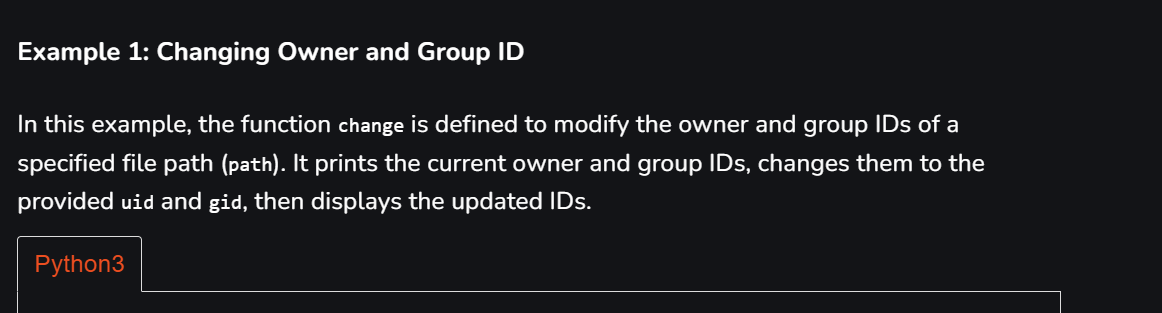 Example 1: Changing Owner and Group ID
In this example, the function change is defined to modify the owner and group IDs of a
specified file path (path). It prints the current owner and group IDs, changes them to the
provided uid and gid, then displays the updated IDs.
Python3